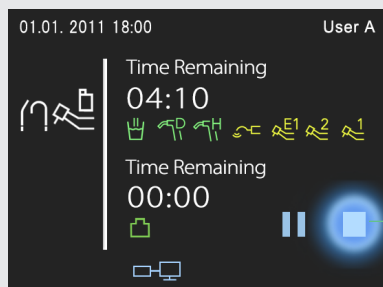 01.01. 2011 18:00 User A
Time Remaining
04:10
D H E1 2 1
Time Remaining
00:00